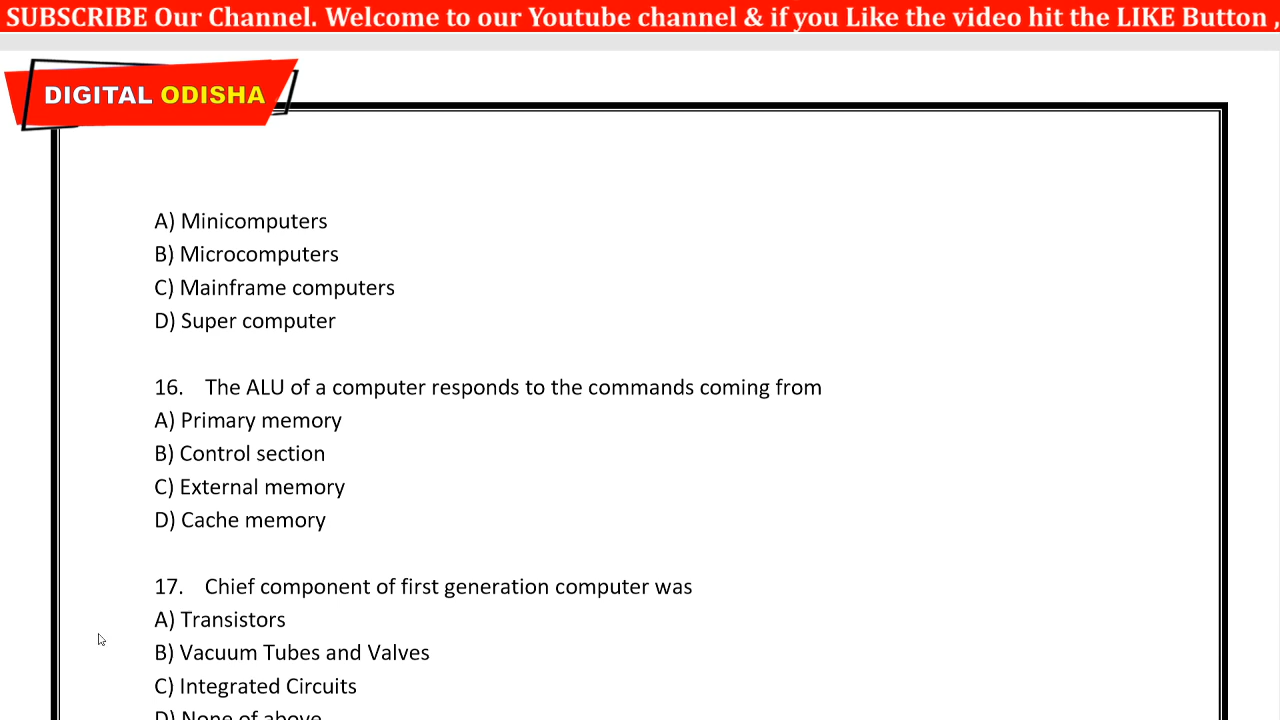 SUBSCRIBE Our Channel. Welcome to our Youtube channel & if you Like the video hit the LIKE Button ,
DIGITAL ODISHA
A) Minicomputers
B) Microcomputers
C) Mainframe computers
D) Super computer
16. The ALU of a computer responds to the commands coming from
A) Primary memory
B) Control section
C) External memory
D) Cache memory
17. Chief component of first generation computer was
A) Transistors
B) Vacuum Tubes and Valves
C) Integrated Circuits
D) None of above